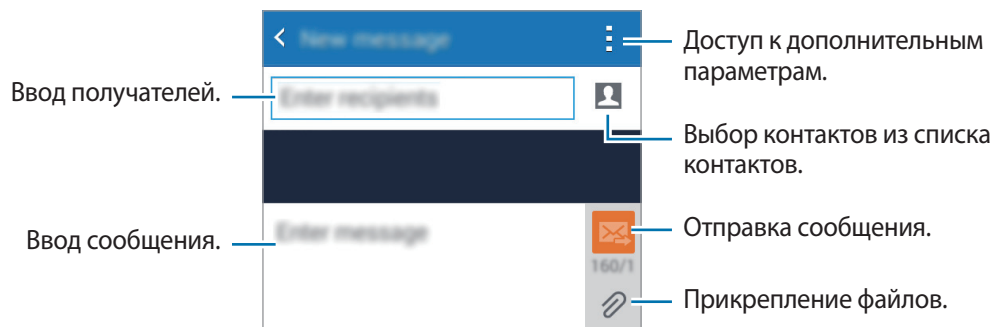 New message
Доступ к дополнительным
параметрам.
Ввод получателей.
Enter recipients
Выбор контактов из списка
контактов.
Ввод сообщения.
Enter message
Отправка сообщения.
160/1
Прикрепление файлов.